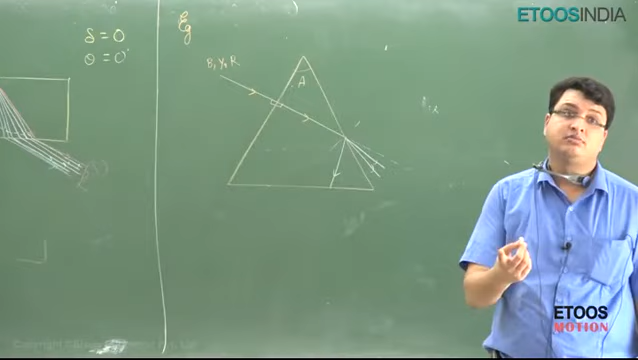 ETOOSINDIA
Eg
δ = 0
θ = 0°
B, Y, R
A
ETOOS
MOTION